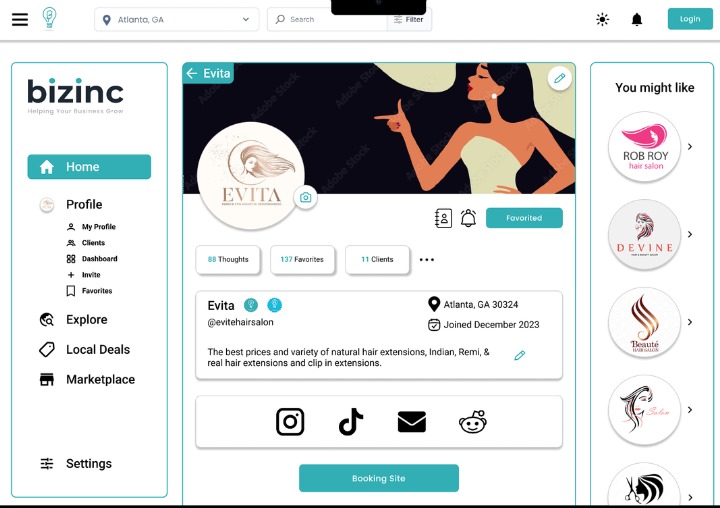 Atlanta, GA
Search
Filter
Login
bizinc
Helping Your Business Grow
Home
Profile
My Profile
Clients
Dashboard
Invite
Favorites
Explore
Local Deals
Marketplace
Settings
Evita
Adobe Stock
EVITA
Favorited
88 Thoughts
137 Favorites
11 Clients
Evita
@evitehairsalon
Atlanta, GA 30324
Joined December 2023
The best prices and variety of natural hair extensions, Indian, Remi, &
real hair extensions and clip in extensions.
Booking Site
You might like
ROB ROY
hair salon
DEVINE
Beauté
HAIR SALON
Salon